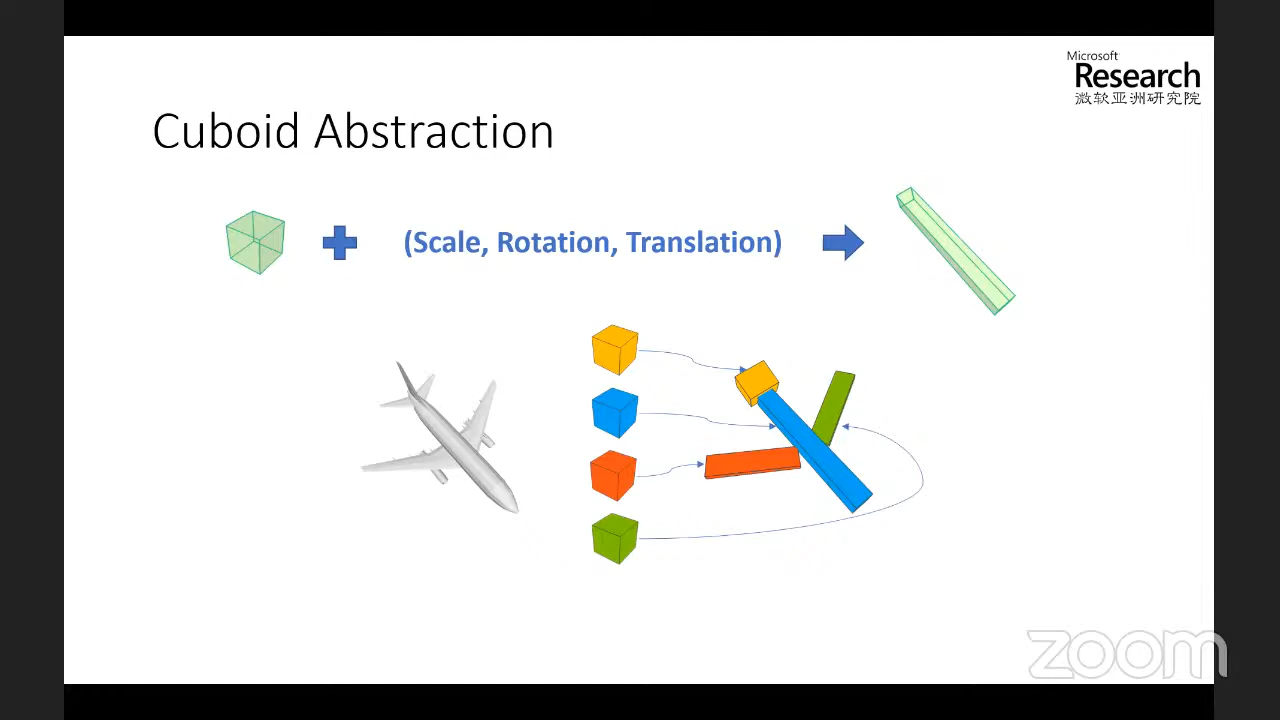 Microsoft
Research
微软亚洲研究院
Cuboid Abstraction
(Scale, Rotation, Translation)
zoom